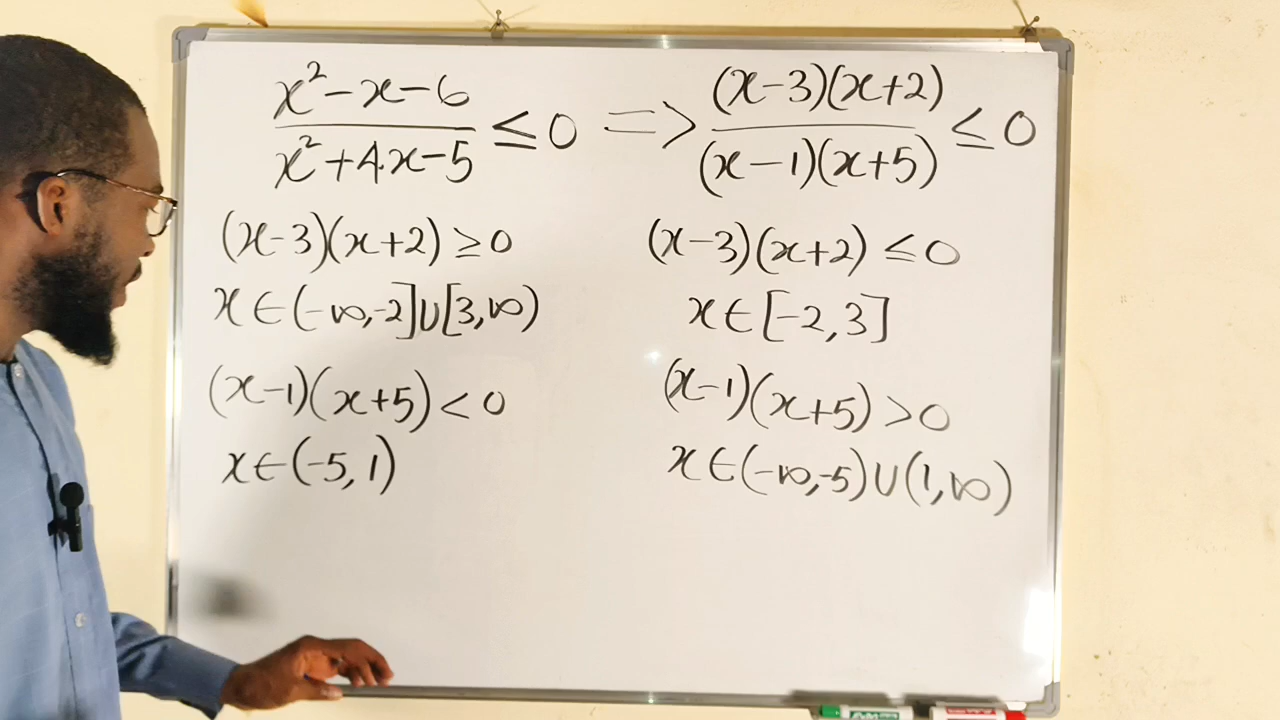 x²-x-6/x²+4x-5 ≤ 0 => (x-3)(x+2)/(x-1)(x+5) ≤ 0
(x-3)(x+2) ≥ 0
x ∈ (-∞,-2]∪[3,∞)
(x-1)(x+5) < 0
x ∈ (-5,1)
(x-3)(x+2) ≤ 0
x ∈ [-2,3]
(x-1)(x+5) > 0
x ∈ (-∞,-5)∪(1,∞)